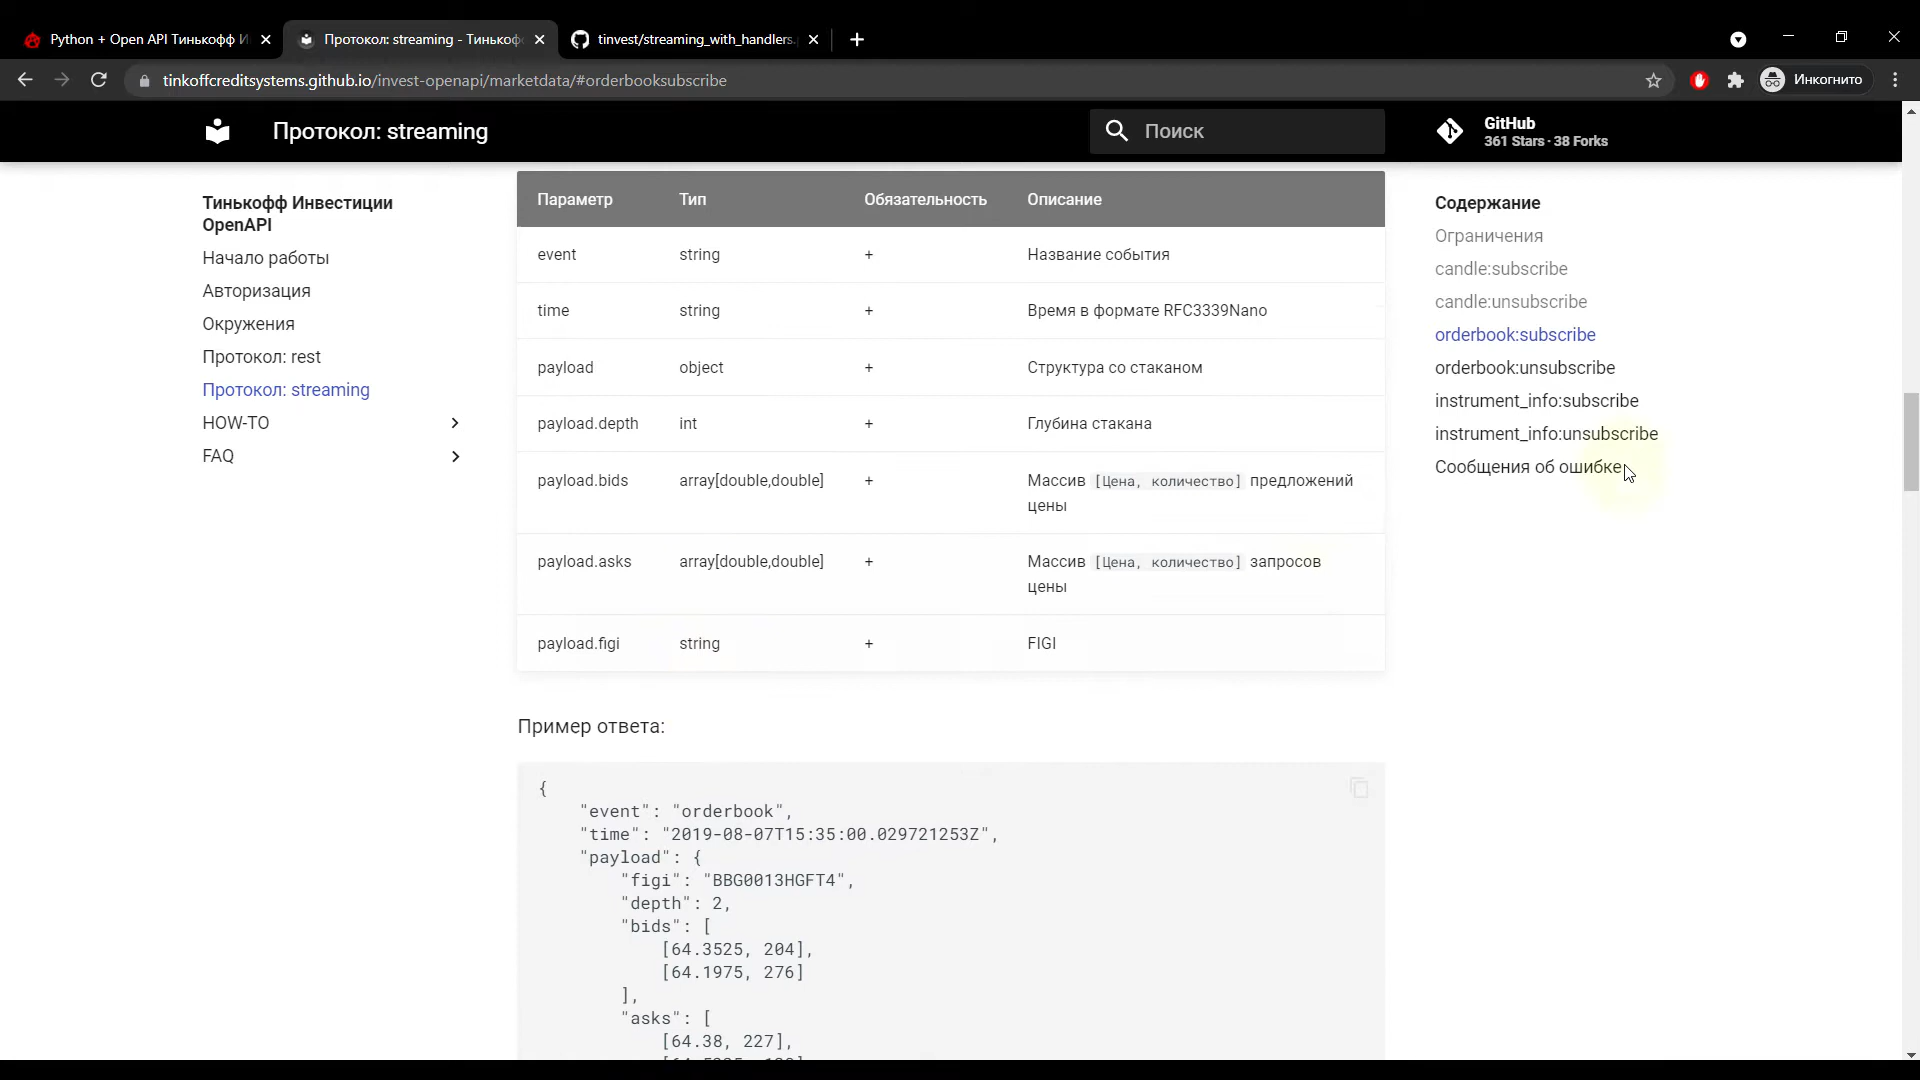 Python + Open API Тинькофф И
Протокол: streaming - Тинькоф
tinvest/streaming_with_handlers.
tinkoffcreditsystems.github.io/invest-openapi/marketdata/#orderbooksubscribe
Инкогнито
Протокол: streaming
Поиск
GitHub
361 Stars · 38 Forks
Тинькофф Инвестиции
OpenAPI
Начало работы
Авторизация
Окружения
Протокол: rest
Протокол: streaming
HOW-TO
FAQ
Параметр Тип Обязательность Описание
event string + Название события
time string + Время в формате RFC3339Nano
payload object + Структура со стаканом
payload.depth int + Глубина стакана
payload.bids array[double,double] + Массив [Цена, количество] предложений
цены
payload.asks array[double,double] + Массив [Цена, количество] запросов
цены
payload.figi string + FIGI
Пример ответа:
{
"event": "orderbook",
"time": "2019-08-07T15:35:00.029721253Z",
"payload": {
"figi": "BBG0013HGFT4",
"depth": 2,
"bids": [
[64.3525, 204],
[64.1975, 276]
],
"asks": [
[64.38, 227],
Содержание
Ограничения
candle:subscribe
candle:unsubscribe
orderbook:subscribe
orderbook:unsubscribe
instrument_info:subscribe
instrument_info:unsubscribe
Сообщения об ошибке